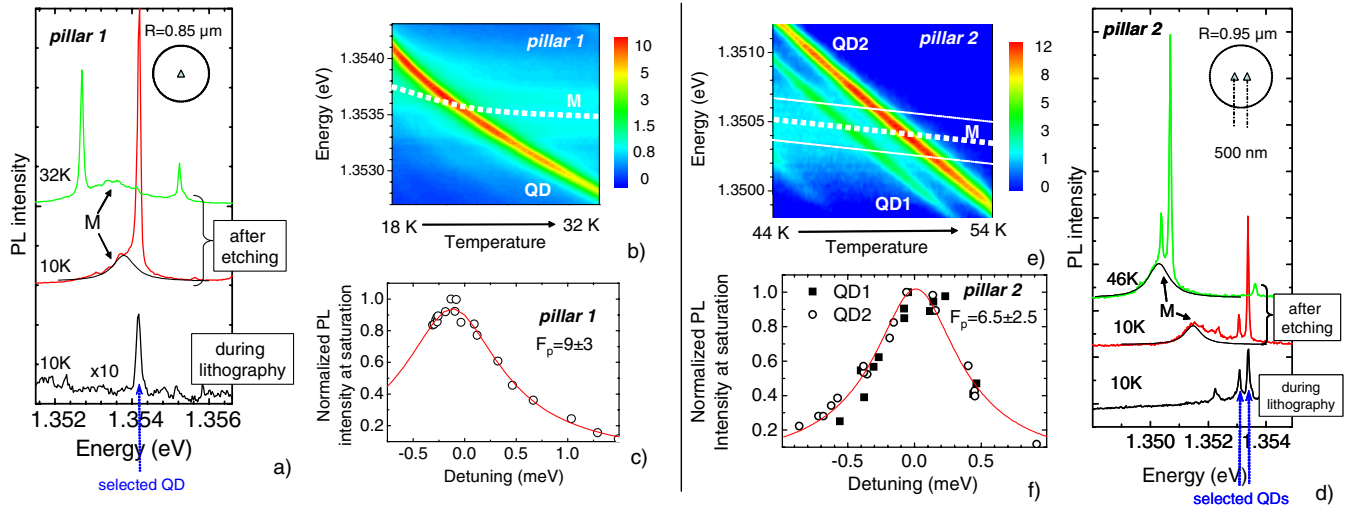 pillar 1
R=0.85 µm
32K
M
10K
after
etching
10K
x10
during
lithography
PL intensity
1.352
1.354
1.356
Energy (eV)
a)
selected QD
pillar 1
M
QD
1.3540
1.3535
1.3530
Energy (eV)
10
5
3
1.5
0.8
0
18 K
32 K
Temperature
b)
pillar 1
Fp=9±3
1.0
0.8
0.6
0.4
0.2
Normalized PL
intensity at saturation
-0.5
0.0
0.5
1.0
1.5
Detuning (meV)
c)
QD2
pillar 2
M
QD1
1.3510
1.3505
1.3500
Energy (eV)
12
8
5
3
1
0
44 K
54 K
Temperature
e)
QD1
QD2
pillar 2
Fp=6.5±2.5
1.0
0.8
0.6
0.4
0.2
Normalized PL
Intensity at saturation
-0.5
0.0
0.5
Detuning (meV)
f)
pillar 2
R=0.95 µm
500 nm
46K
M
10K
after
etching
10K
during
lithography
PL intensity
1.350
1.352
1.354
Energy (eV)
d)
selected QDs